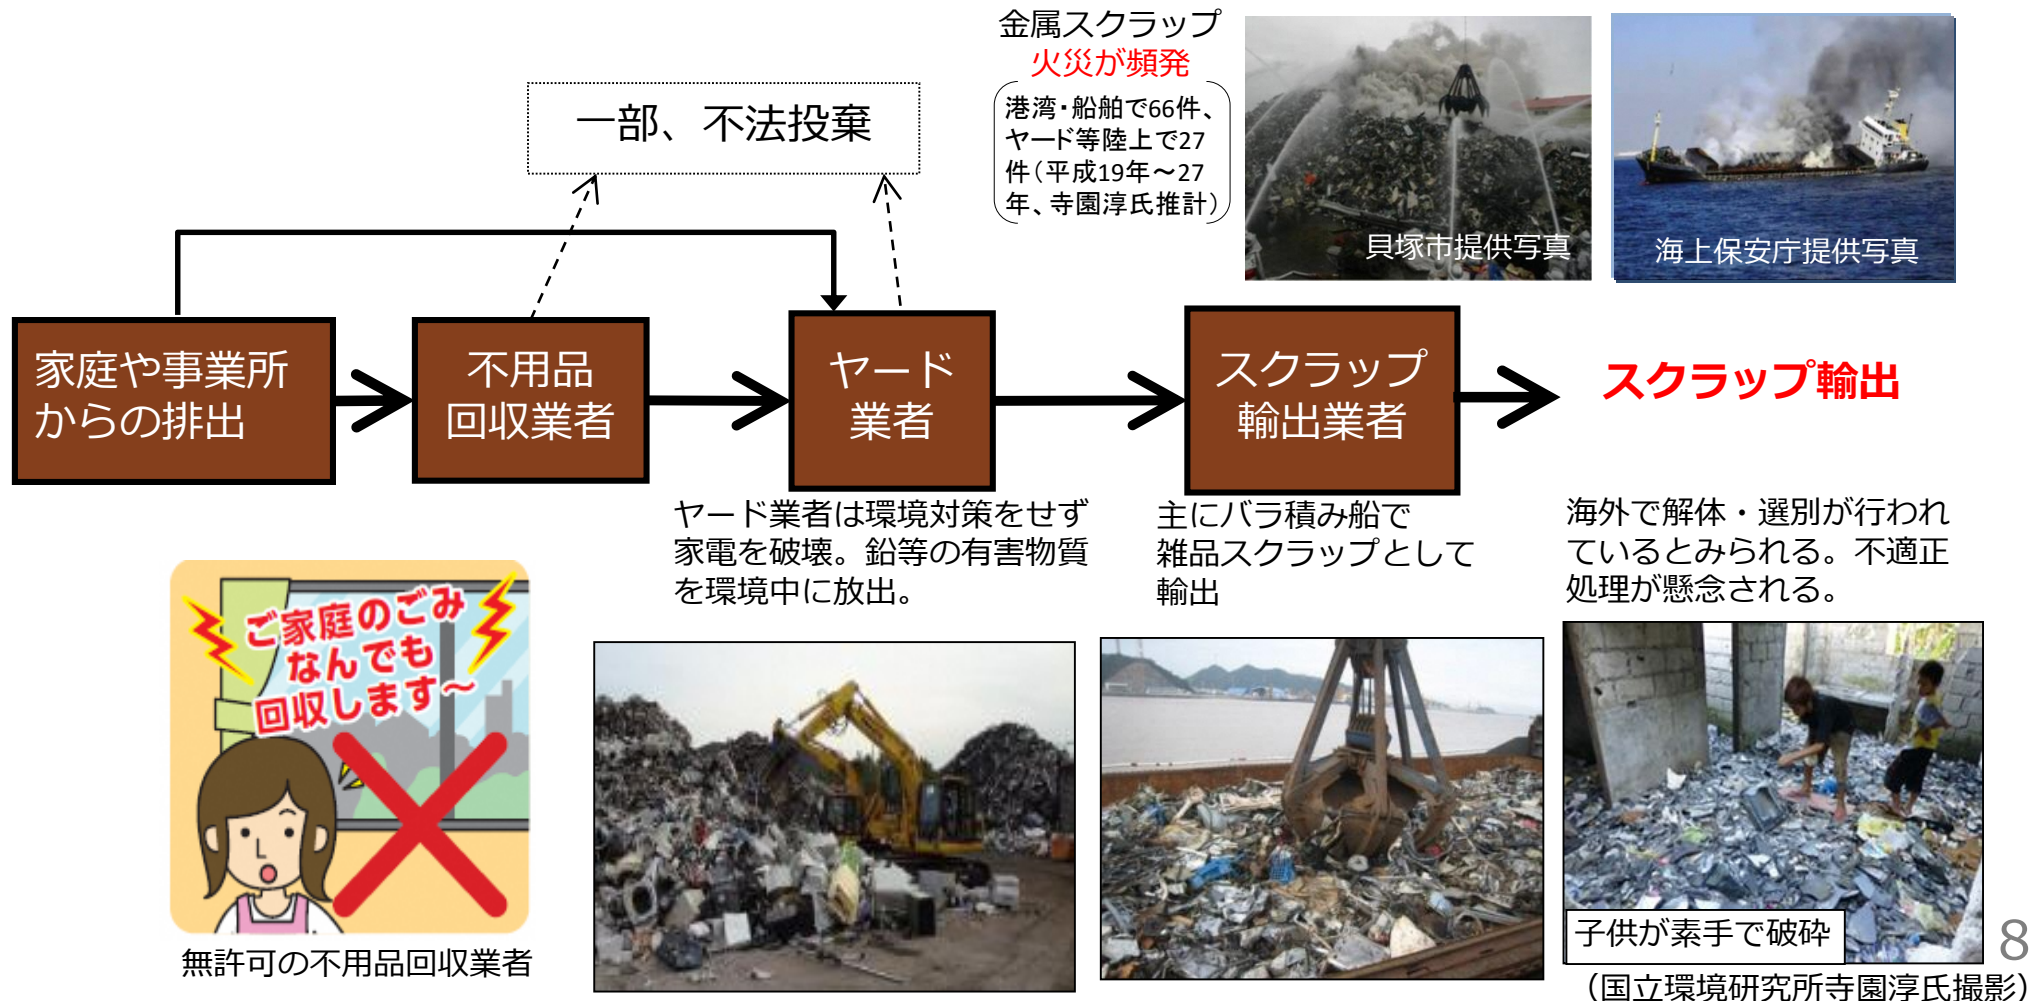 金属スクラップ
火災が頻発
港湾・船舶で66件、
ヤード等陸上で27
件（平成19年～27
年、寺園淳氏推計）
貝塚市提供写真
海上保安庁提供写真
一部、不法投棄
家庭や事業所
からの排出
不用品
回収業者
ヤード
業者
スクラップ
輸出業者
スクラップ輸出
ヤード業者は環境対策をせず
家電を破壊。鉛等の有害物質
を環境中に放出。
主にバラ積み船で
雑品スクラップとして
輸出
海外で解体・選別が行われ
ているとみられる。不適正
処理が懸念される。
ご家庭のごみ
なんでも
回収します～
無許可の不用品回収業者
子供が素手で破砕
8
（国立環境研究所寺園淳氏撮影）